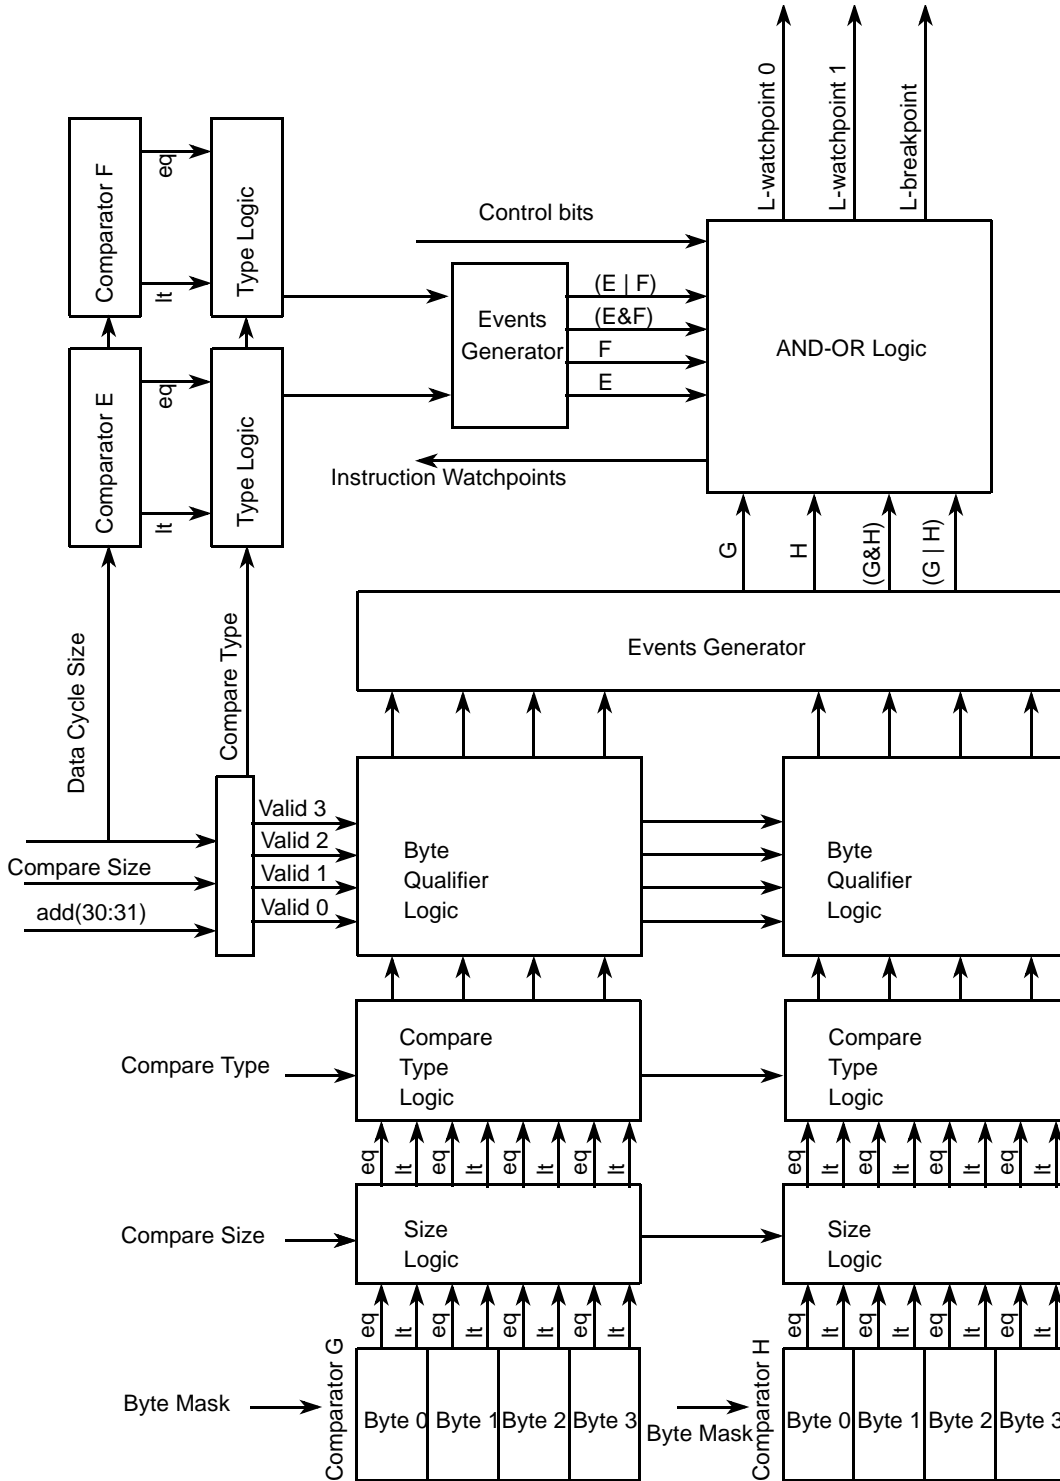 L-watchpoint 0
L-watchpoint 1
L-breakpoint
Comparator F
eq
lt
Type Logic
Control bits
(E | F)
(E&F)
F
E
Events
Generator
AND-OR Logic
Comparator E
eq
lt
Type Logic
Instruction Watchpoints
G
H
(G&H)
(G | H)
Events Generator
Data Cycle Size
Compare Type
Valid 3
Valid 2
Valid 1
Valid 0
Compare Size
add(30:31)
Byte
Qualifier
Logic
Byte
Qualifier
Logic
Compare Type
Compare
Type
Logic
Compare
Type
Logic
eq
lt
eq
lt
eq
lt
eq
lt
eq
lt
eq
lt
eq
lt
eq
lt
Compare Size
Size
Logic
Size
Logic
eq
lt
eq
lt
eq
lt
eq
lt
eq
lt
eq
lt
eq
lt
eq
lt
Byte Mask
Comparator G
Byte 0
Byte 1
Byte 2
Byte 3
Byte Mask
Comparator H
Byte 0
Byte 1
Byte 2
Byte 3